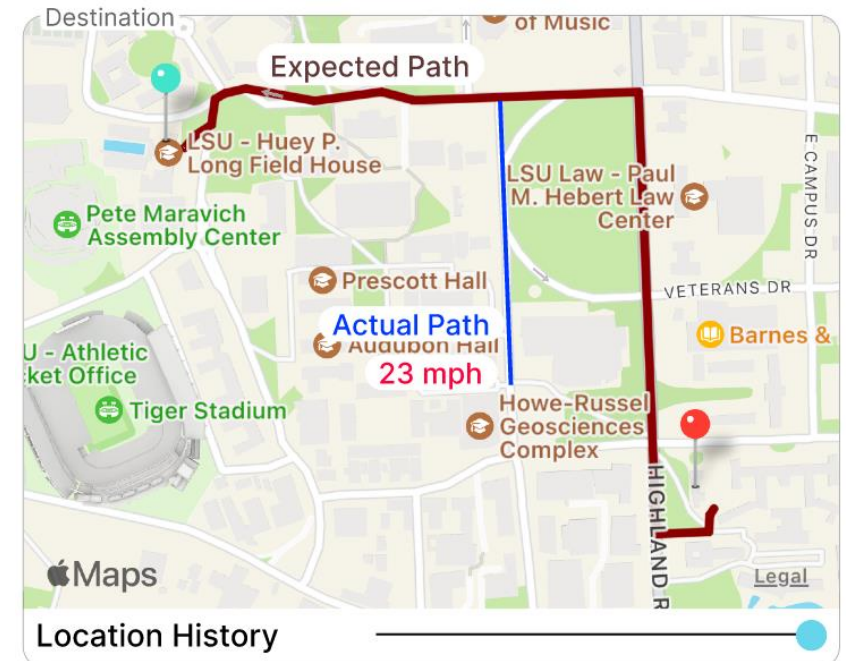 Destination
of Music
Expected Path
LSU - Huey P.
Long Field House
LSU Law - Paul
M. Hebert Law
Center
E CAMPUS DR
Pete Maravich
Assembly Center
Prescott Hall
VETERANS DR
Actual Path
Barnes &
U - Athletic
ket Office
Audubon Hall
23 mph
Tiger Stadium
Howe-Russel
Geosciences
Complex
HIGHLAND R
Maps
Legal
Location History